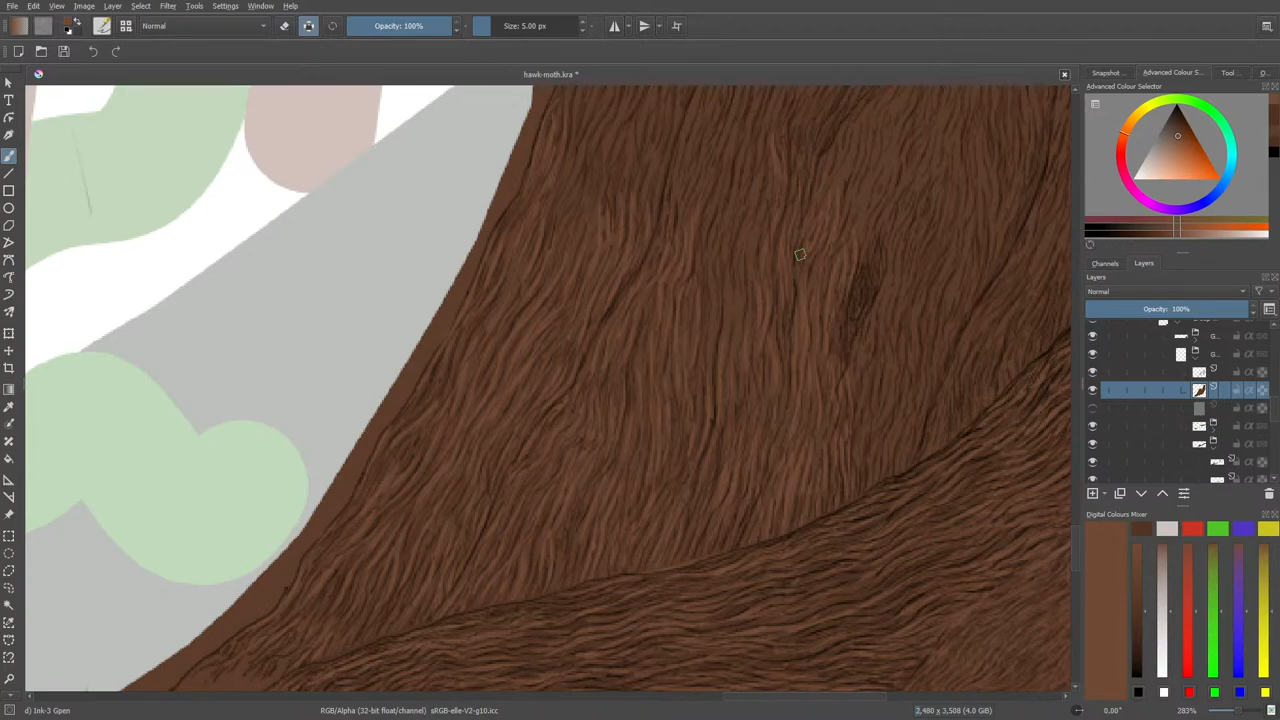 File Edit View Image Layer Select Filter Tools Settings Window Help
Normal Opacity: 100% Size: 5.00 px
hawk-moth.kra *
Snapshot ... Advanced Colour S... Tool ... O...
Advanced Colour Selector
Channels Layers
Layers
Normal
Opacity: 100%
G...
G...
Digital Colours Mixer
d) Ink-3 Gpen RGB/Alpha (32-bit float/channel) sRGB-elle-V2-g10.icc 2,480 x 3,508 (4.0 GiB) 0.00° 283%